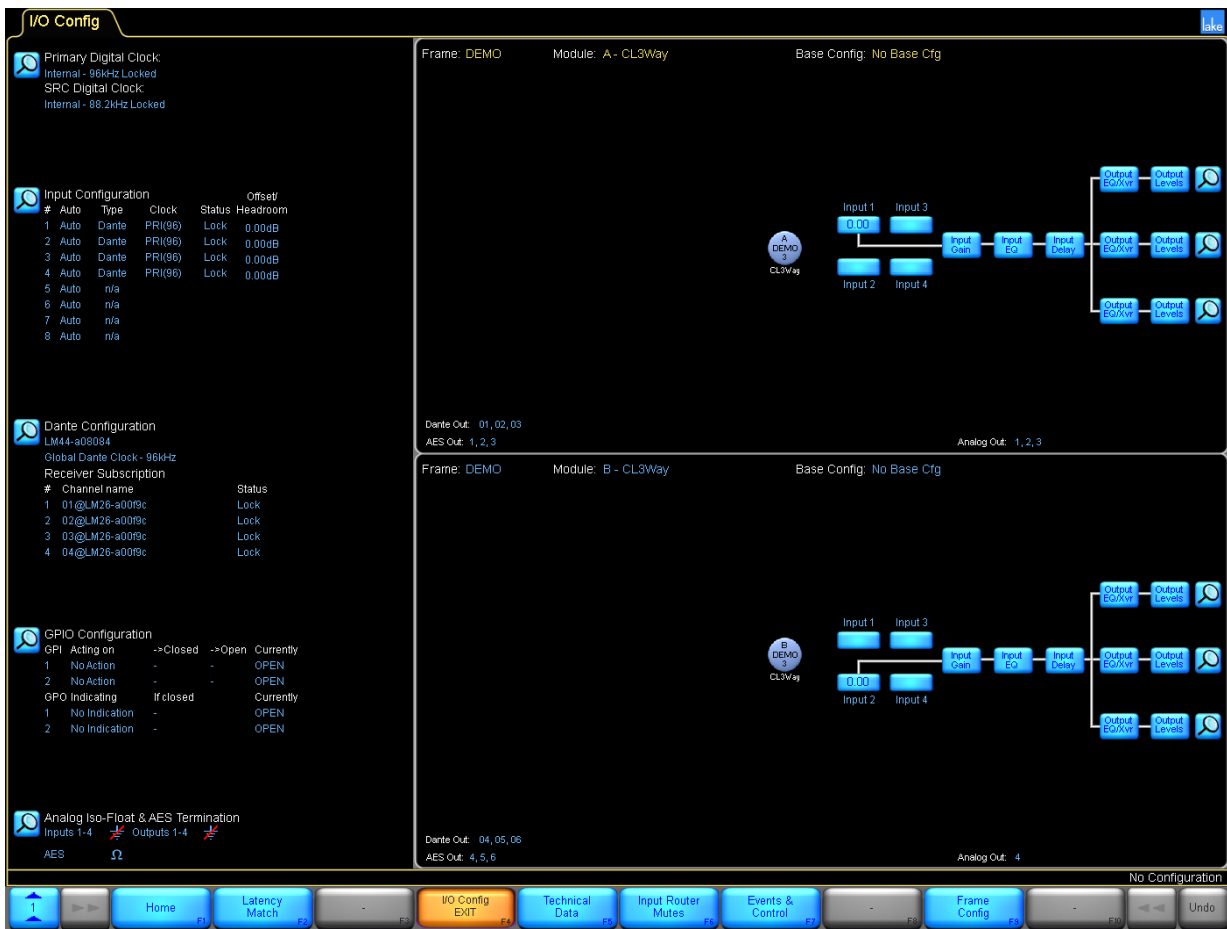 I/O Config
lake
Primary Digital Clock:
Internal - 96kHz Locked
SRC Digital Clock:
Internal - 88.2kHz Locked
Input Configuration
Offset/
# Auto Type Clock Status Headroom
1 Auto Dante PRI(96) Lock 0.00dB
2 Auto Dante PRI(96) Lock 0.00dB
3 Auto Dante PRI(96) Lock 0.00dB
4 Auto Dante PRI(96) Lock 0.00dB
5 Auto n/a
6 Auto n/a
7 Auto n/a
8 Auto n/a
Dante Configuration
LM44-a08084
Global Dante Clock - 96kHz
Receiver Subscription
# Channel name Status
1 01@LM26-a00f9c Lock
2 02@LM26-a00f9c Lock
3 03@LM26-a00f9c Lock
4 04@LM26-a00f9c Lock
GPIO Configuration
GPI Acting on ->Closed ->Open Currently
1 No Action - - OPEN
2 No Action - - OPEN
GPO Indicating If closed Currently
1 No Indication - OPEN
2 No Indication - OPEN
Analog Iso-Float & AES Termination
Inputs 1-4 Outputs 1-4
AES Ω
Frame: DEMO Module: A - CL3Way Base Config: No Base Cfg
Output EQ/Xvr Output Levels
Input 1 Input 3
0.00
A
DEMO
3
CL3Way
Input Gain Input EQ Input Delay Output EQ/Xvr Output Levels
Input 2 Input 4
Output EQ/Xvr Output Levels
Dante Out: 01, 02, 03
AES Out: 1, 2, 3 Analog Out: 1, 2, 3
Frame: DEMO Module: B - CL3Way Base Config: No Base Cfg
Output EQ/Xvr Output Levels
Input 1 Input 3
B
DEMO
3
CL3Way
Input Gain Input EQ Input Delay Output EQ/Xvr Output Levels
0.00
Input 2 Input 4
Output EQ/Xvr Output Levels
Dante Out: 04, 05, 06
AES Out: 4, 5, 6 Analog Out: 4
No Configuration
1
Home F1
Latency Match F2
- F3
I/O Config EXIT F4
Technical Data F5
Input Router Mutes F6
Events & Control F7
- F8
Frame Config F9
- F10
Undo